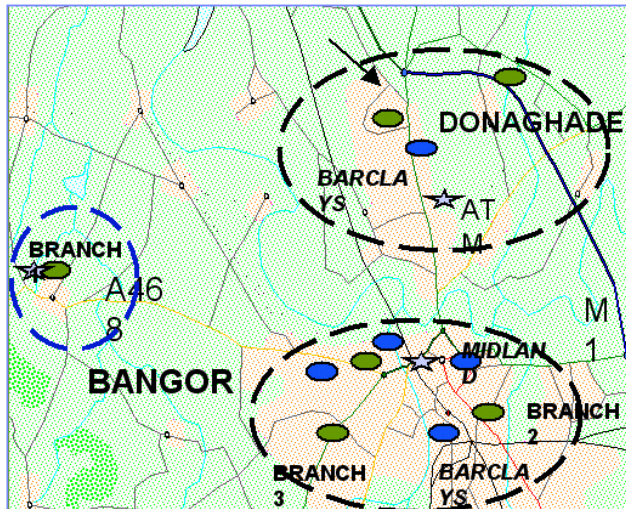 DONAGHADE
BARCLA
YS
AT
M
BRANCH
A46
8
M
1
MIDLAN
D
BANGOR
BRANCH
2
BRANCH
3
BARCLA
YS